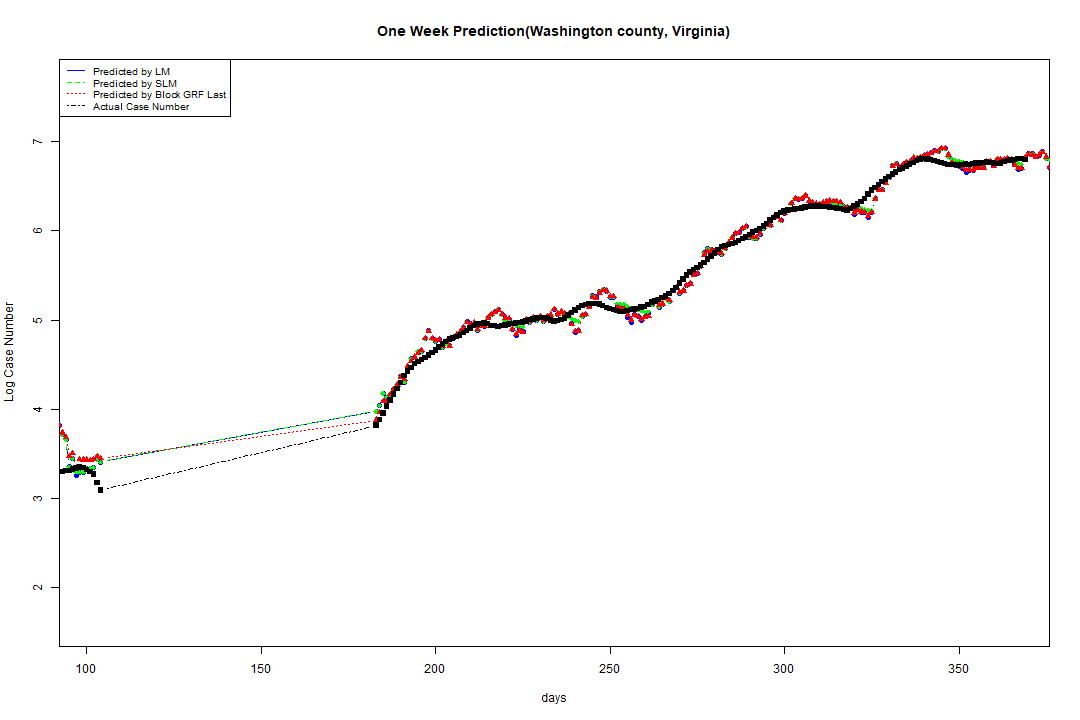 One Week Prediction(Washington county, Virginia)
Predicted by LM
Predicted by SLM
Predicted by Block GRF Last
Actual Case Number
7
6
5
4
3
2
Log Case Number
100 150 200 250 300 350
days